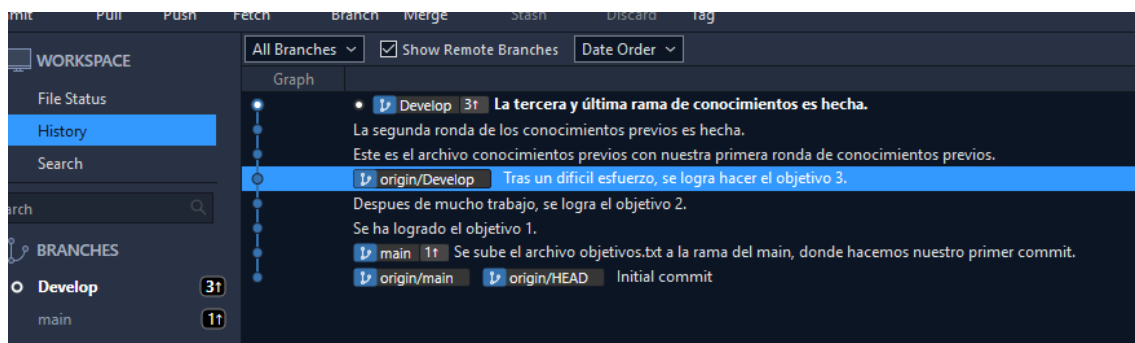 Pull Push Fetch Branch Merge Stash Discard Tag
WORKSPACE
File Status
History
Search
BRANCHES
Develop 3↑
main 1↑
All Branches Show Remote Branches Date Order
Graph
Develop 3↑ La tercera y última rama de conocimientos es hecha.
La segunda ronda de los conocimientos previos es hecha.
Este es el archivo conocimientos previos con nuestra primera ronda de conocimientos previos.
origin/Develop Tras un dificil esfuerzo, se logra hacer el objetivo 3.
Despues de mucho trabajo, se logra el objetivo 2.
Se ha logrado el objetivo 1.
main 1↑ Se sube el archivo objetivos.txt a la rama del main, donde hacemos nuestro primer commit.
origin/main origin/HEAD Initial commit